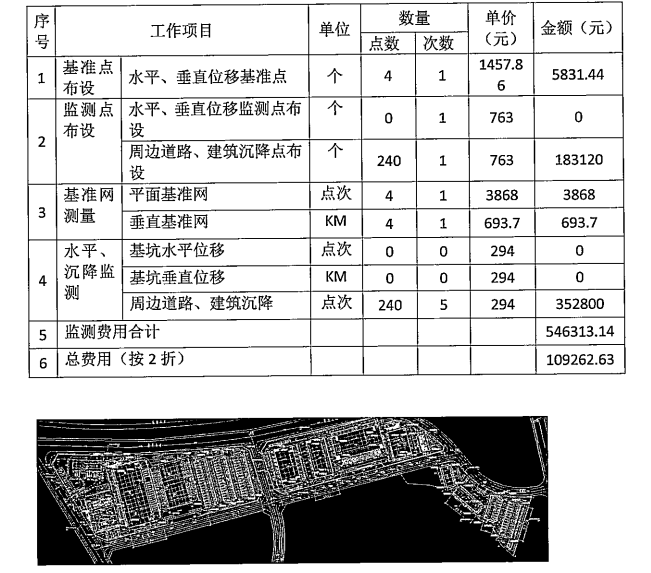 序号 工作项目 单位 数量 单价（元） 金额（元）
点数 次数
1 基准点布设 水平、垂直位移基准点 个 4 1 1457.86 5831.44
2 监测点布设 水平、垂直位移监测点布设 个 0 1 763 0
周边道路、建筑沉降点布设 个 240 1 763 183120
3 基准网测量 平面基准网 点次 4 1 3868 3868
垂直基准网 KM 4 1 693.7 693.7
4 水平、沉降监测 基坑水平位移 点次 0 0 294 0
基坑垂直位移 KM 0 0 294 0
周边道路、建筑沉降 点次 240 5 294 352800
5 监测费用合计 546313.14
6 总费用（按2折） 109262.63